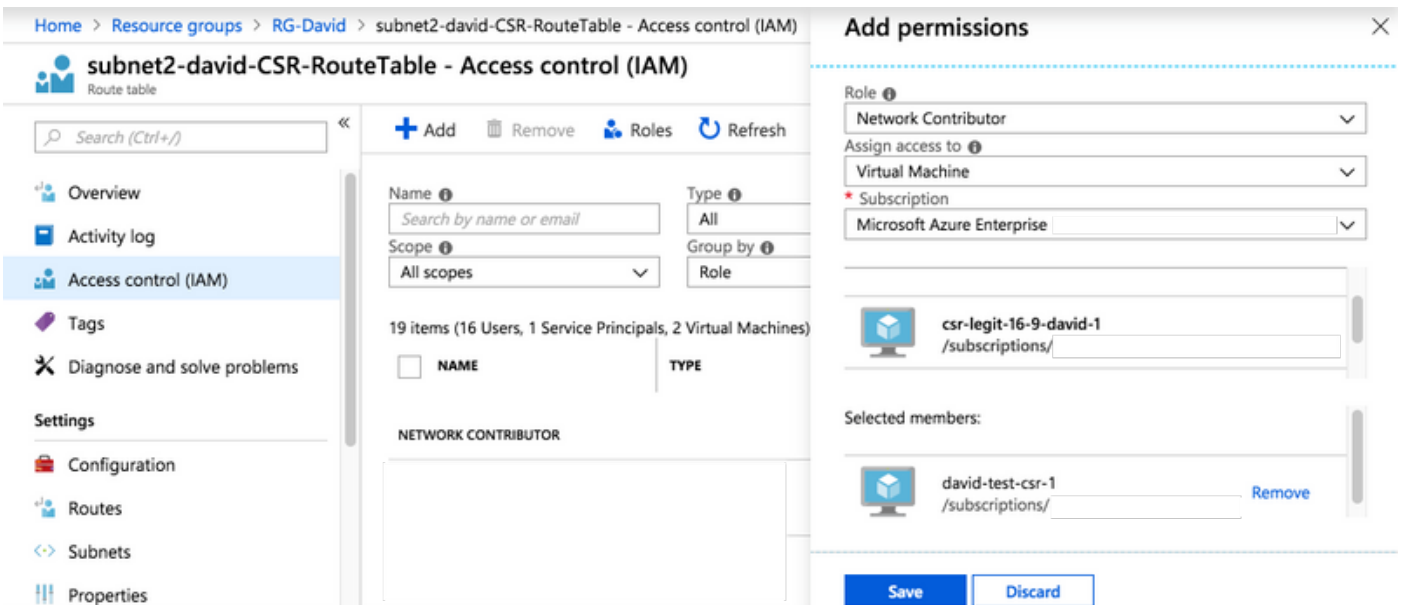 Home > Resource groups > RG-David > subnet2-david-CSR-RouteTable - Access control (IAM)
subnet2-david-CSR-RouteTable - Access control (IAM)
Route table
Search (Ctrl+/)
«
Overview
Activity log
Access control (IAM)
Tags
Diagnose and solve problems
Settings
Configuration
Routes
Subnets
Properties
Add
Remove
Roles
Refresh
Name
Type
Search by name or email
All
Scope
Group by
All scopes
Role
19 items (16 Users, 1 Service Principals, 2 Virtual Machines)
NAME
TYPE
NETWORK CONTRIBUTOR
Add permissions
Role
Network Contributor
Assign access to
Virtual Machine
* Subscription
Microsoft Azure Enterprise
csr-legit-16-9-david-1
/subscriptions/
Selected members:
david-test-csr-1
/subscriptions/
Remove
Save
Discard